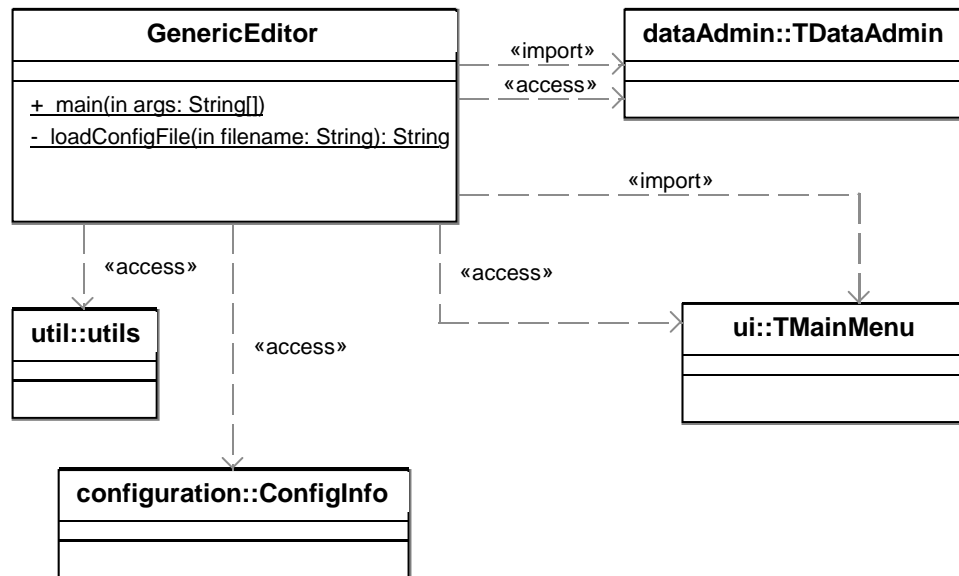 GenericEditor
+ main(in args: String[])
- loadConfigFile(in filename: String): String
«import»
«access»
dataAdmin::TDataAdmin
«import»
«access»
«access»
«access»
util::utils
ui::TMainMenu
configuration::ConfigInfo